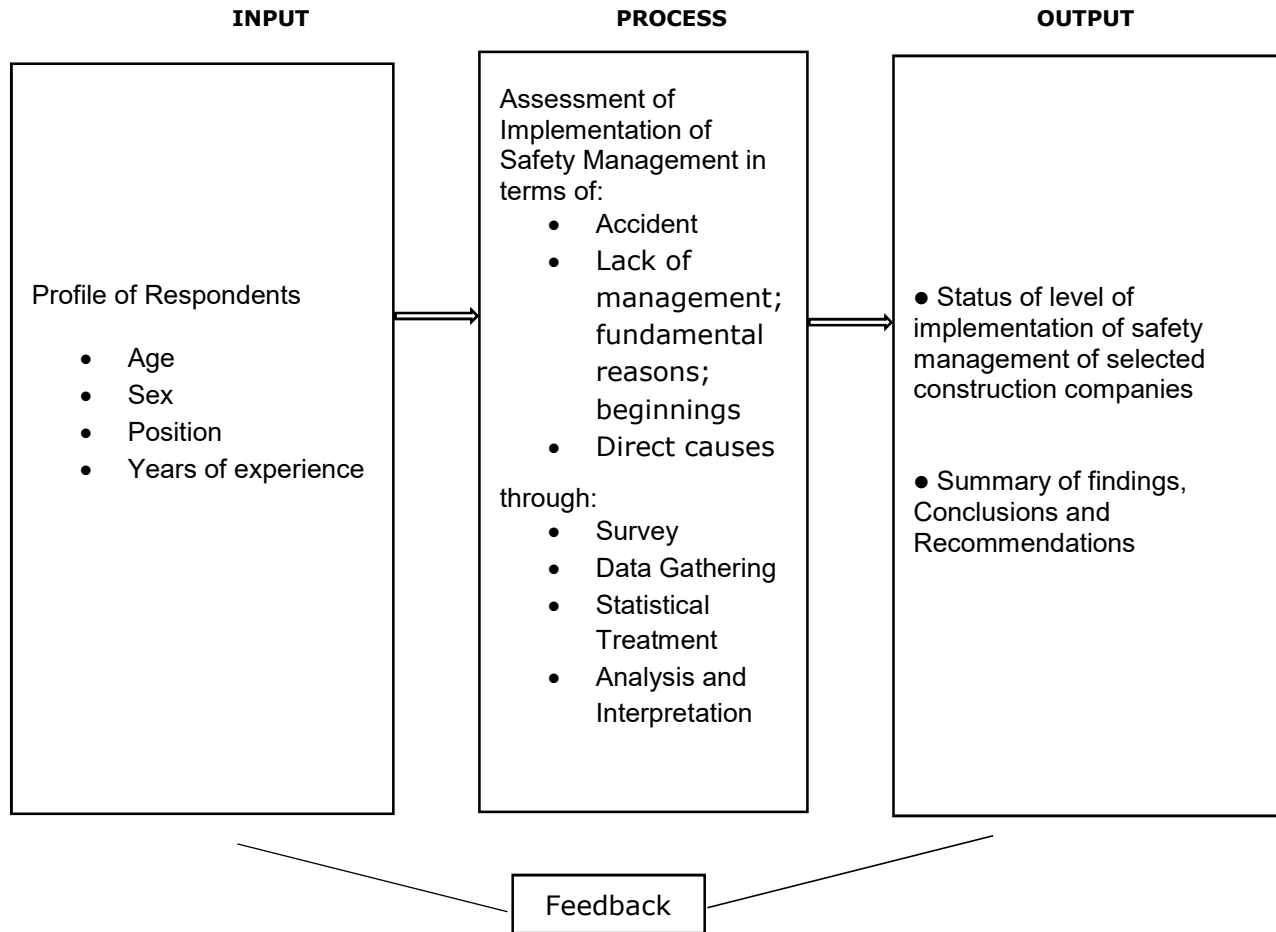 INPUT
PROCESS
OUTPUT
Profile of Respondents
• Age
• Sex
• Position
• Years of experience
Assessment of
Implementation of
Safety Management in
terms of:
• Accident
• Lack of
management;
fundamental
reasons;
beginnings
• Direct causes
through:
• Survey
• Data Gathering
• Statistical
Treatment
• Analysis and
Interpretation
● Status of level of
implementation of safety
management of selected
construction companies
● Summary of findings,
Conclusions and
Recommendations
Feedback